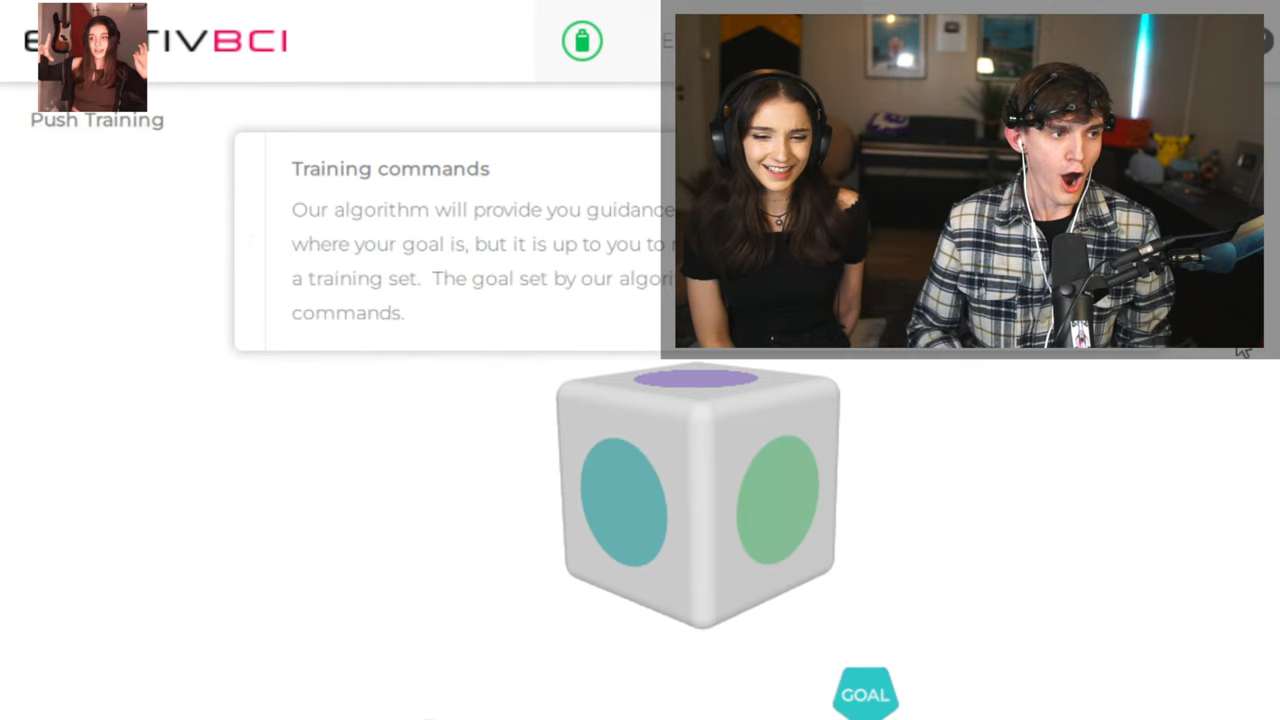 BCI
Push Training
Training commands
Our algorithm will provide you guidance
where your goal is, but it is up to you to
a training set. The goal set by our algori
commands.
GOAL